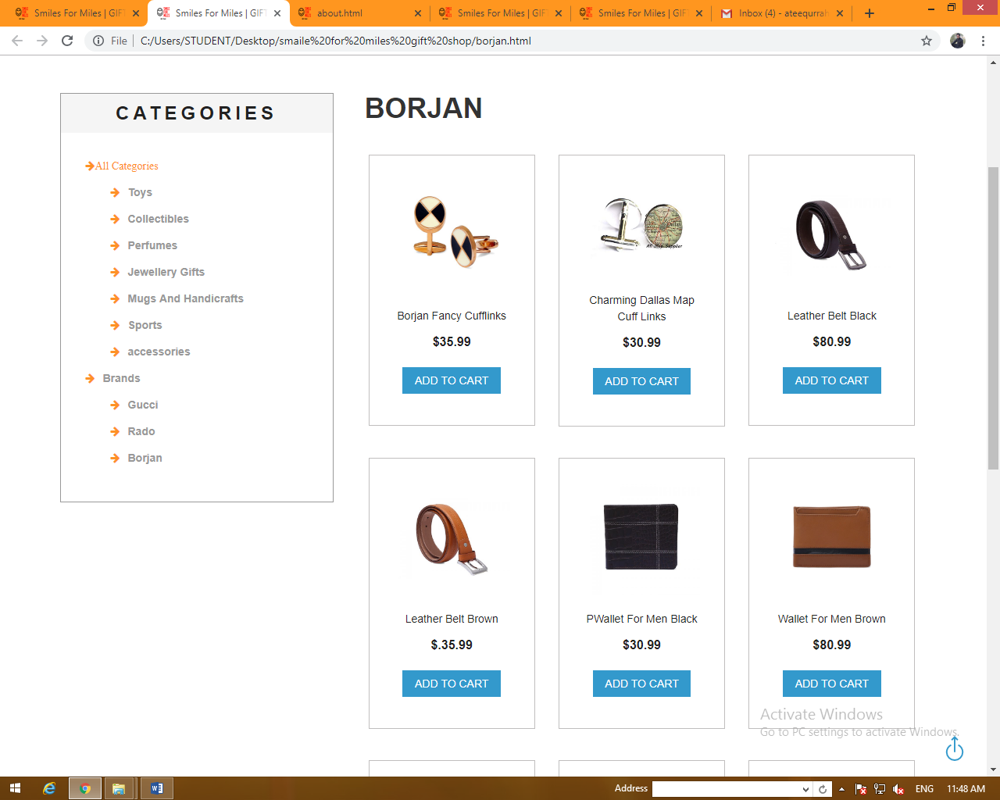 Smiles For Miles | GIF
Smiles For Miles | GIF
about.html
Smiles For Miles | GIF
Smiles For Miles | GIF
Inbox (4) - ateequrrah
File
C:/Users/STUDENT/Desktop/smaile%20for%20miles%20gift%20shop/borjan.html
CATEGORIES
All Categories
Toys
Collectibles
Perfumes
Jewellery Gifts
Mugs And Handicrafts
Sports
accessories
Brands
Gucci
Rado
Borjan
BORJAN
Borjan Fancy Cufflinks
$35.99
ADD TO CART
Dallas
All Map Supplier
Charming Dallas Map
Cuff Links
$30.99
ADD TO CART
Leather Belt Black
$80.99
ADD TO CART
Leather Belt Brown
$.35.99
ADD TO CART
PWallet For Men Black
$30.99
ADD TO CART
Wallet For Men Brown
$80.99
ADD TO CART
Activate Windows
Go to PC settings to activate Windows.
Address
ENG
11:48 AM